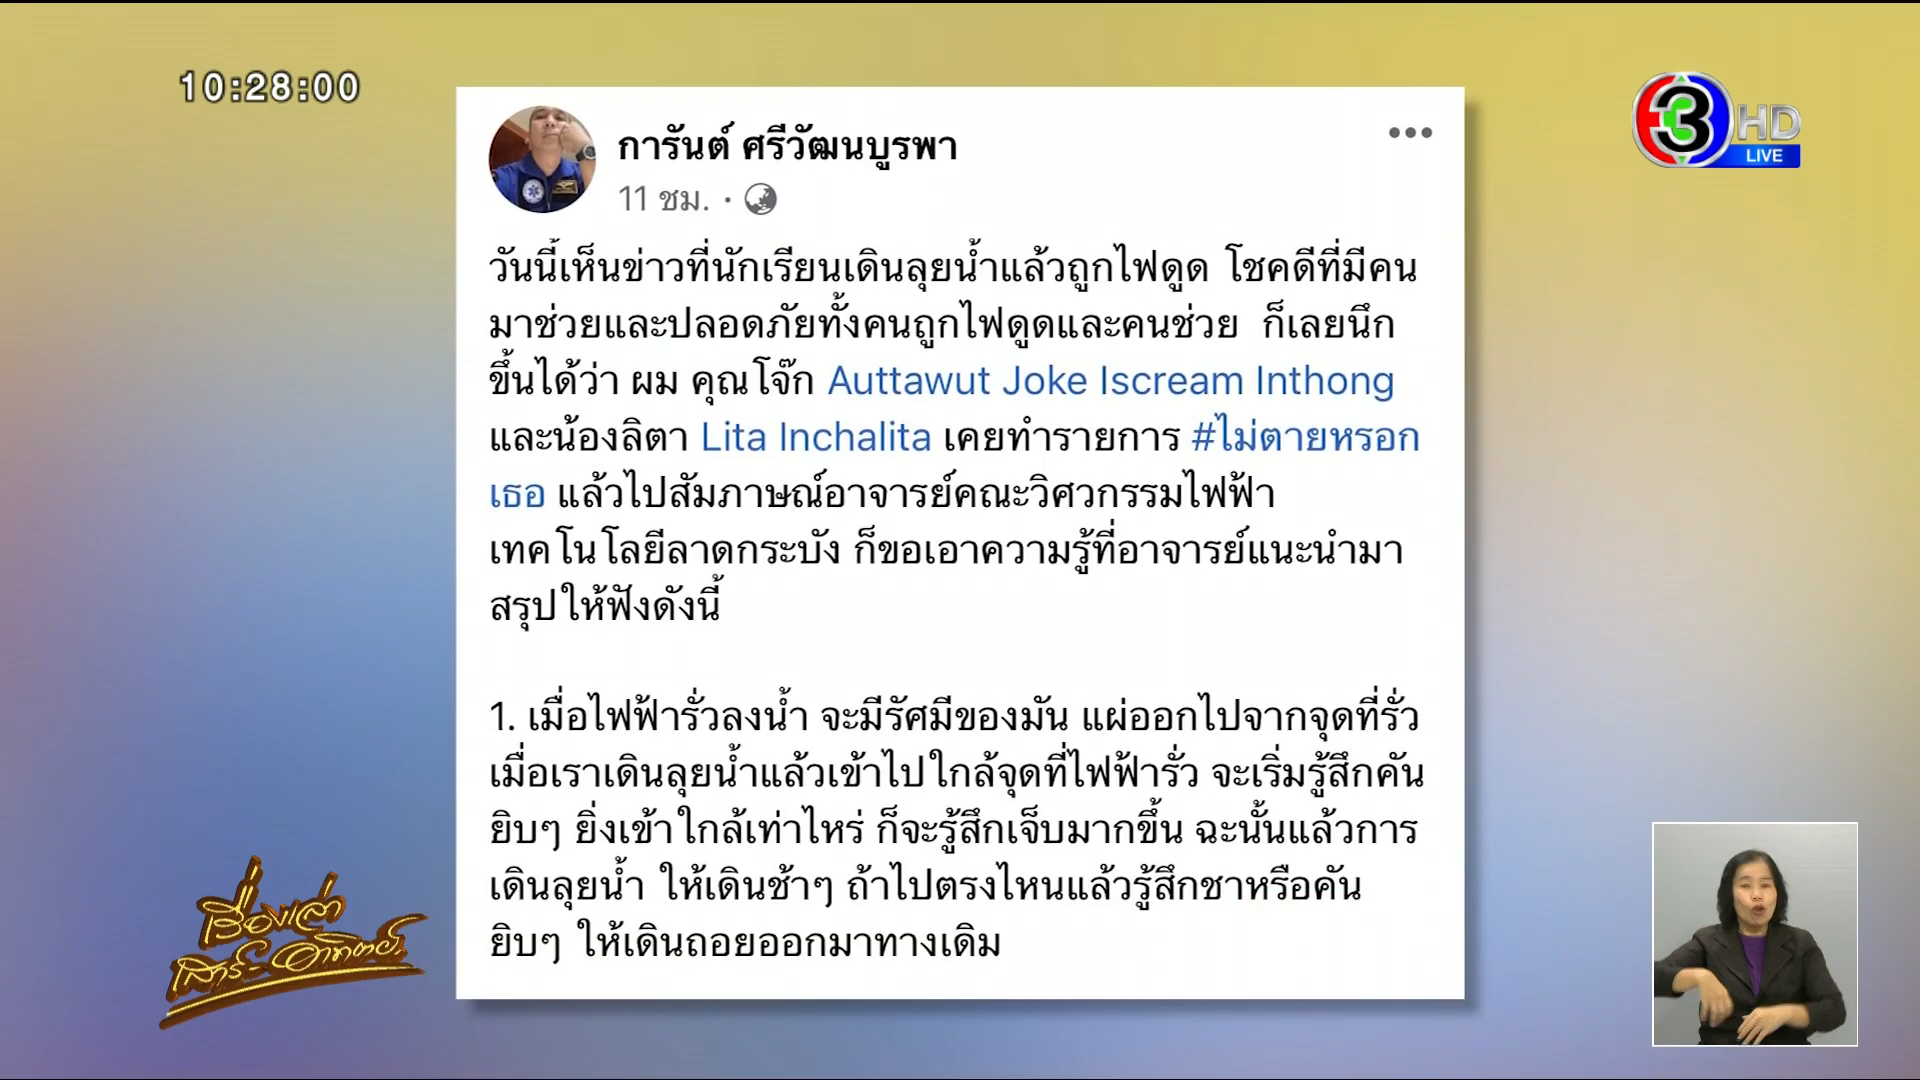 10:28:00
3 HD
LIVE
การันต์ ศรีวัฒนบูรพา
11 ชม. ·
วันนี้เห็นข่าวที่นักเรียนเดินลุยน้ำแล้วถูกไฟดูด โชคดีที่มีคน
มาช่วยและปลอดภัยทั้งคนถูกไฟดูดและคนช่วย ก็เลยนึก
ขึ้นได้ว่า ผม คุณโจ๊ก Auttawut Joke Iscream Inthong
และน้องลิตา Lita Inchalita เคยทำรายการ #ไม่ตายหรอก
เธอ แล้วไปสัมภาษณ์อาจารย์คณะวิศวกรรมไฟฟ้า
เทคโนโลยีลาดกระบัง ก็ขอเอาความรู้ที่อาจารย์แนะนำมา
สรุปให้ฟังดังนี้
1. เมื่อไฟฟ้ารั่วลงน้ำ จะมีรัศมีของมัน แผ่ออกไปจากจุดที่รั่ว
เมื่อเราเดินลุยน้ำแล้วเข้าไปใกล้จุดที่ไฟฟ้ารั่ว จะเริ่มรู้สึกคัน
ยิบๆ ยิ่งเข้าใกล้เท่าไหร่ ก็จะรู้สึกเจ็บมากขึ้น ฉะนั้นแล้วการ
เดินลุยน้ำ ให้เดินช้าๆ ถ้าไปตรงไหนแล้วรู้สึกชาหรือคัน
ยิบๆ ให้เดินถอยออกมาทางเดิม
เรื่องเล่า
เสาร์-อาทิตย์